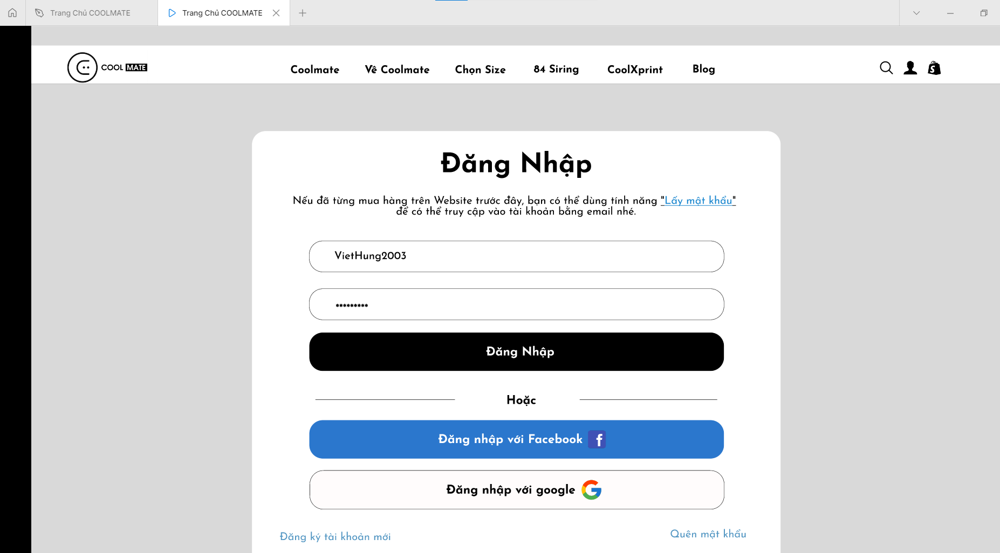 Trang Chủ COOLMATE
Trang Chủ COOLMATE
COOL MATE
Coolmate
Vê Coolmate
Chọn Size
84 Siring
CoolXprint
Blog
Đăng Nhập
Nếu đã từng mua hàng trên Website trước đây, bạn có thể dùng tính năng "Lấy mật khẩu"
để có thể truy cập vào tài khoản bằng email nhé.
VietHung2003
*********
Đăng Nhập
Hoặc
Đăng nhập với Facebook
Đăng nhập với google
Đăng ký tài khoản mới
Quên mật khẩu